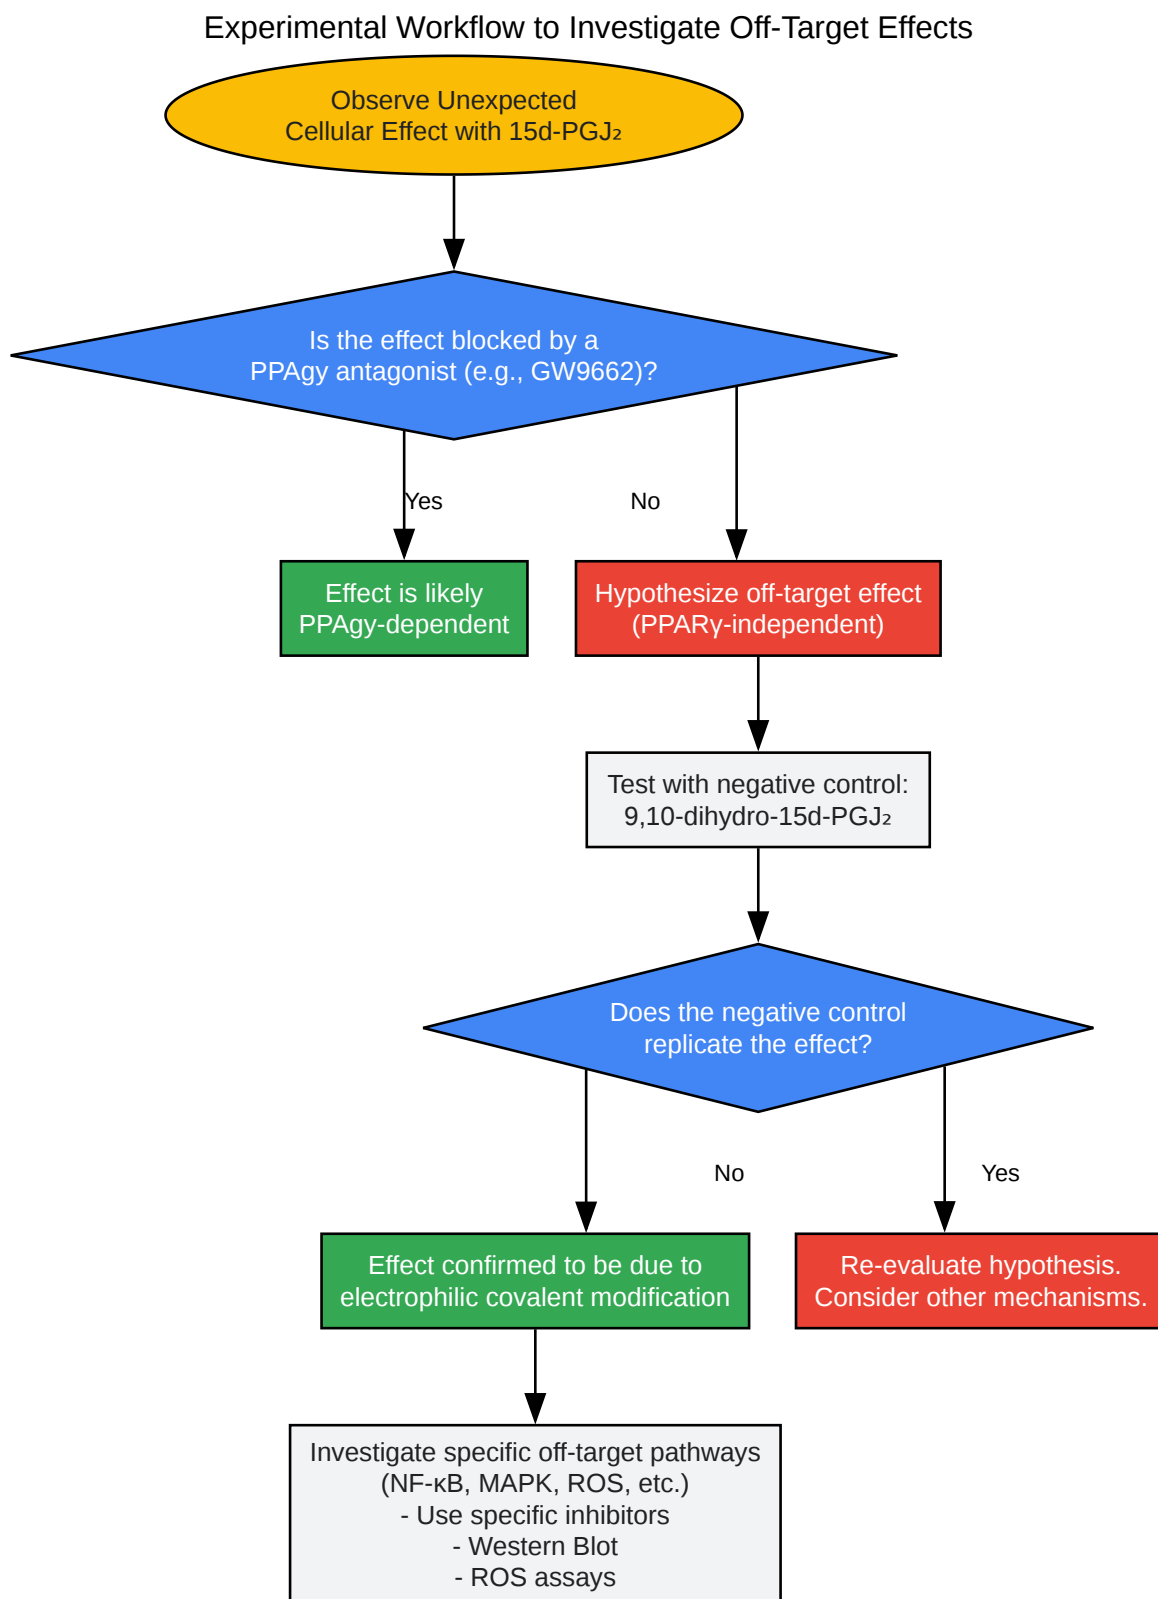 Experimental Workflow to Investigate Off-Target Effects
Observe Unexpected
Cellular Effect with 15d-PGJ₂
Is the effect blocked by a
PPAgy antagonist (e.g., GW9662)?
Yes
No
Effect is likely
PPAgy-dependent
Hypothesize off-target effect
(PPARγ-independent)
Test with negative control:
9,10-dihydro-15d-PGJ₂
Does the negative control
replicate the effect?
No
Yes
Effect confirmed to be due to
electrophilic covalent modification
Re-evaluate hypothesis.
Consider other mechanisms.
Investigate specific off-target pathways
(NF-κB, MAPK, ROS, etc.)
- Use specific inhibitors
- Western Blot
- ROS assays